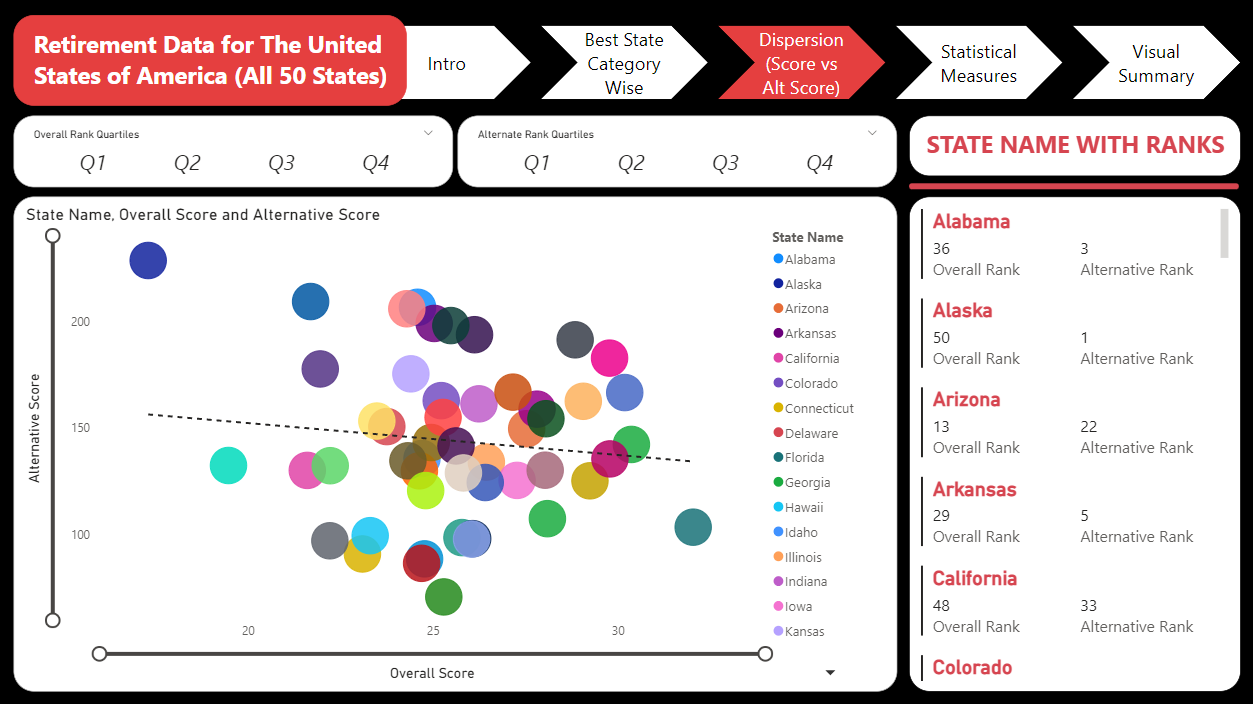 Retirement Data for The United
States of America (All 50 States)
Intro
Best State
Category
Wise
Dispersion
(Score vs
Alt Score)
Statistical
Measures
Visual
Summary
Overall Rank Quartiles
Q1 Q2 Q3 Q4
Alternate Rank Quartiles
Q1 Q2 Q3 Q4
STATE NAME WITH RANKS
State Name, Overall Score and Alternative Score
Alternative Score
200
150
100
20 25 30
Overall Score
State Name
Alabama
Alaska
Arizona
Arkansas
California
Colorado
Connecticut
Delaware
Florida
Georgia
Hawaii
Idaho
Illinois
Indiana
Iowa
Kansas
Alabama
36 3
Overall Rank Alternative Rank
Alaska
50 1
Overall Rank Alternative Rank
Arizona
13 22
Overall Rank Alternative Rank
Arkansas
29 5
Overall Rank Alternative Rank
California
48 33
Overall Rank Alternative Rank
Colorado